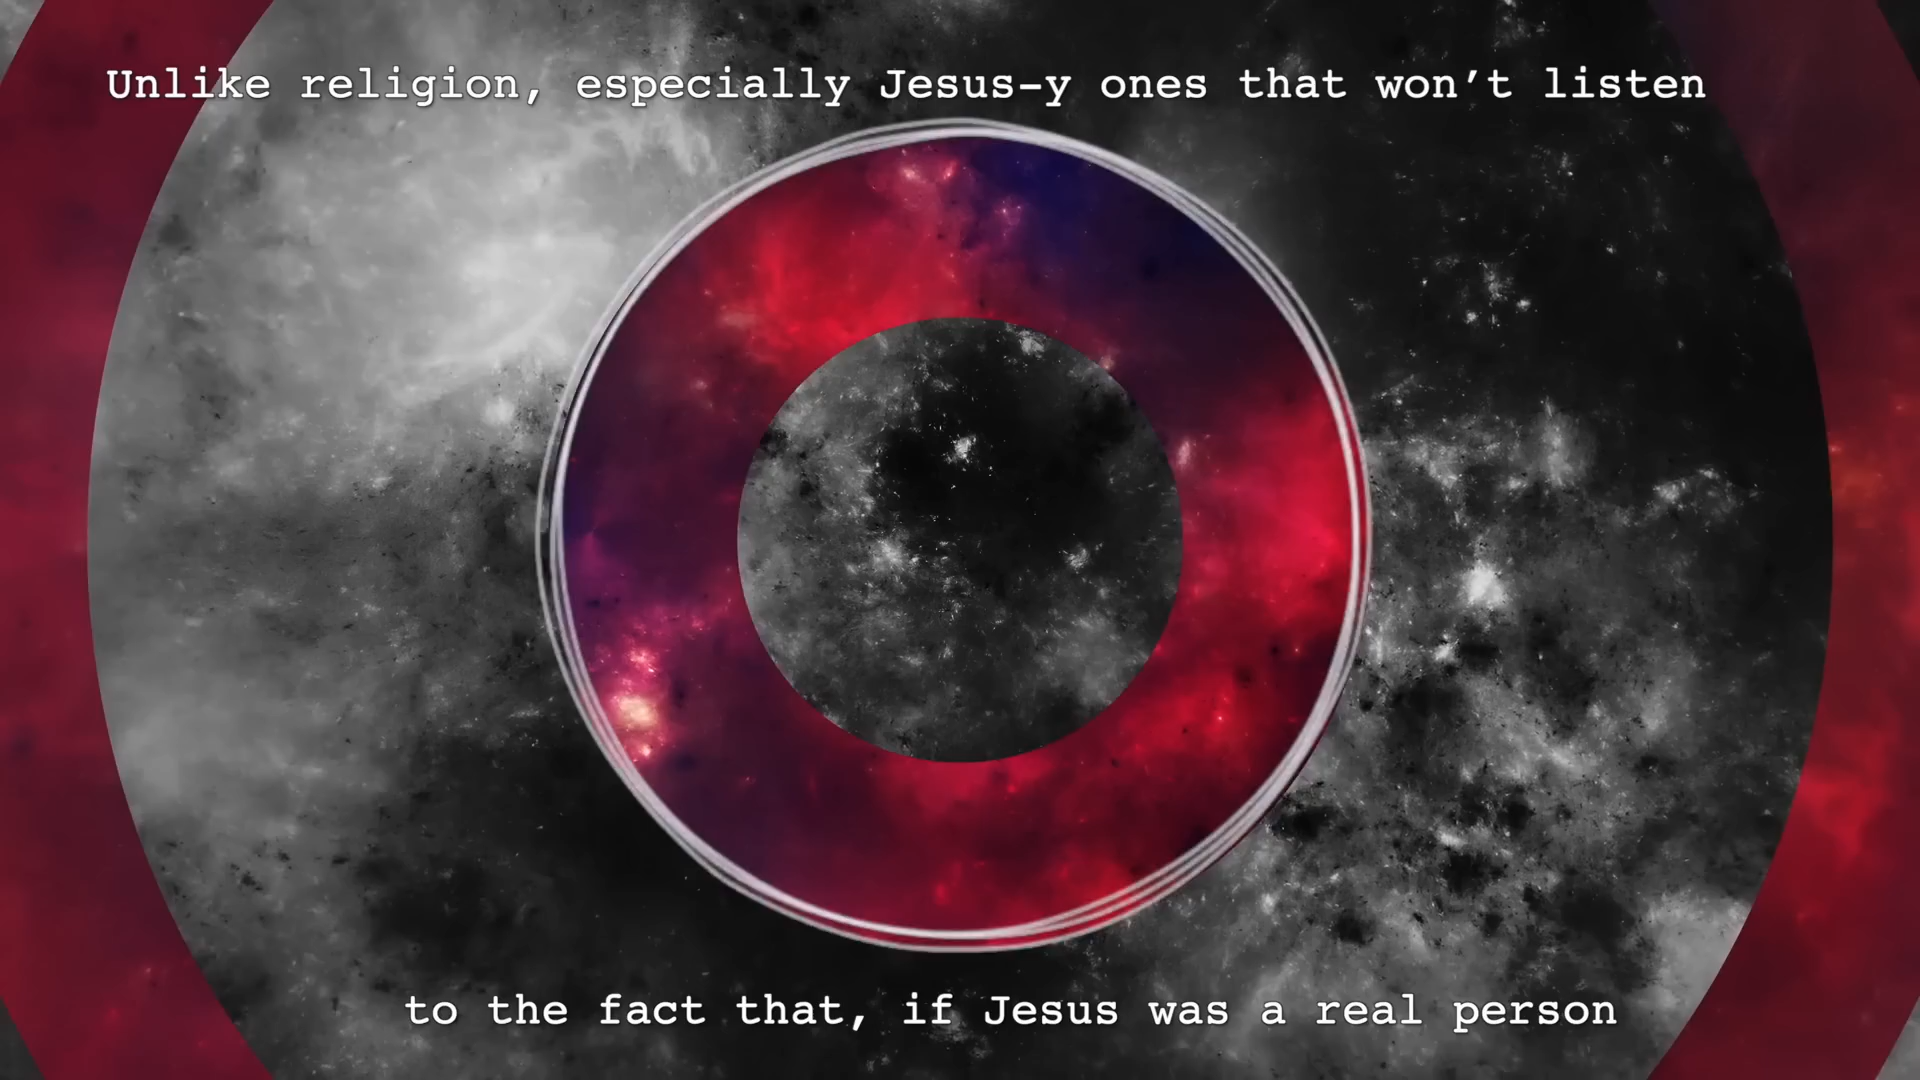 Unlike religion, especially Jesus-y ones that won’t listen
to the fact that, if Jesus was a real person